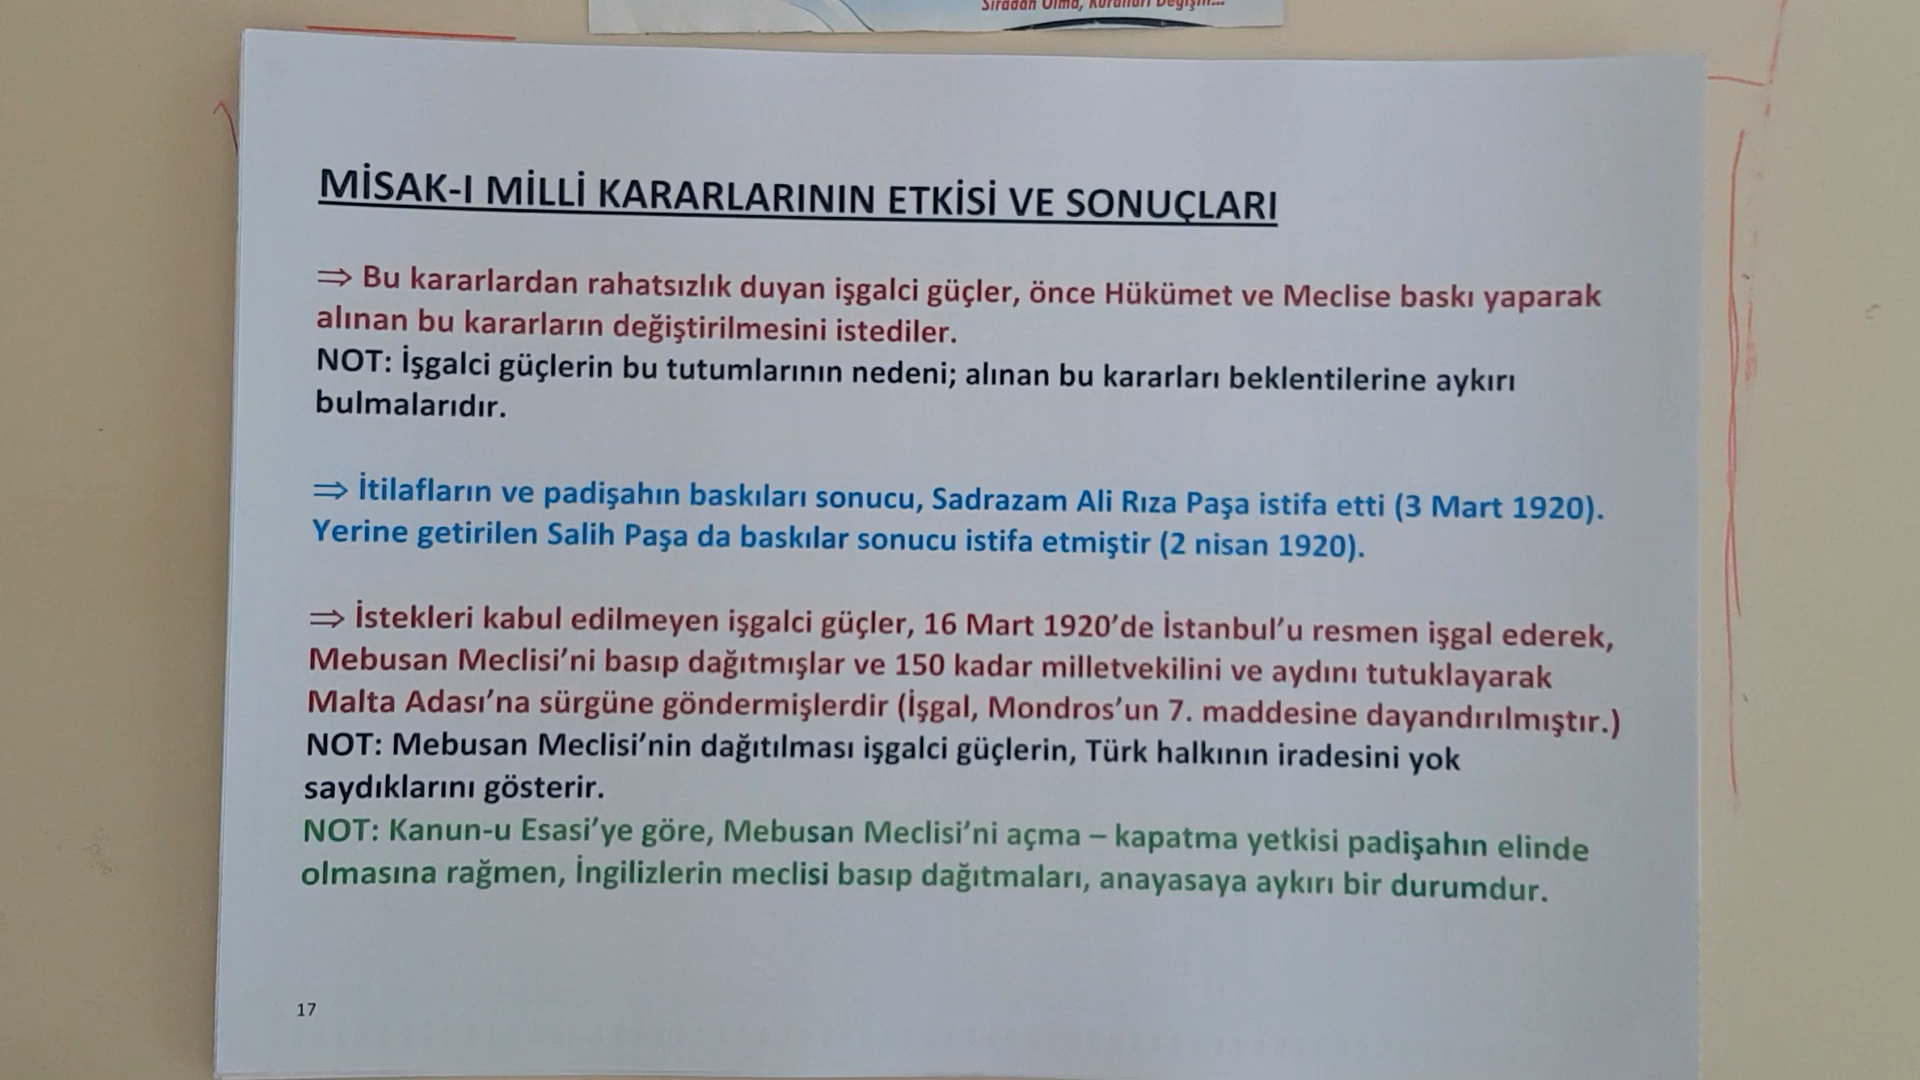 Sıradan Olma, Kuralları Değiştir...
MİSAK-I MİLLİ KARARLARININ ETKİSİ VE SONUÇLARI
⇒ Bu kararlardan rahatsızlık duyan işgalci güçler, önce Hükümet ve Meclise baskı yaparak
alınan bu kararların değiştirilmesini istediler.
NOT: İşgalci güçlerin bu tutumlarının nedeni; alınan bu kararları beklentilerine aykırı
bulmalarıdır.
⇒ İtilafların ve padişahın baskıları sonucu, Sadrazam Ali Rıza Paşa istifa etti (3 Mart 1920).
Yerine getirilen Salih Paşa da baskılar sonucu istifa etmiştir (2 nisan 1920).
⇒ İstekleri kabul edilmeyen işgalci güçler, 16 Mart 1920’de İstanbul’u resmen işgal ederek,
Mebusan Meclisi’ni basıp dağıtmışlar ve 150 kadar milletvekilini ve aydını tutuklayarak
Malta Adası’na sürgüne göndermişlerdir (İşgal, Mondros’un 7. maddesine dayandırılmıştır.)
NOT: Mebusan Meclisi’nin dağıtılması işgalci güçlerin, Türk halkının iradesini yok
saydıklarını gösterir.
NOT: Kanun-u Esasi’ye göre, Mebusan Meclisi’ni açma – kapatma yetkisi padişahın elinde
olmasına rağmen, İngilizlerin meclisi basıp dağıtmaları, anayasaya aykırı bir durumdur.
17